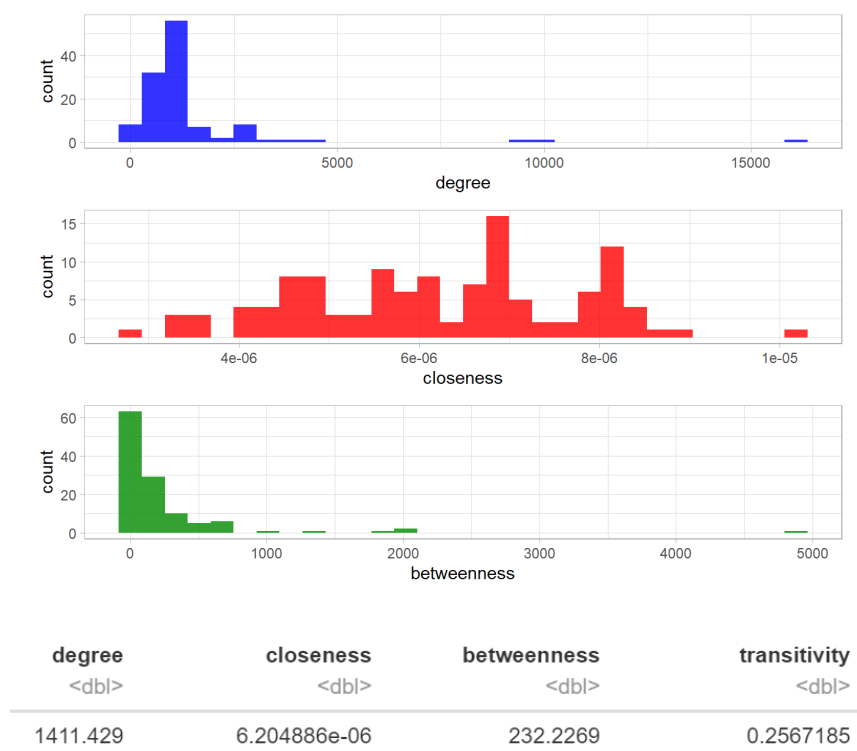 40
20
0
count
0 5000 10000 15000
degree
15
10
5
0
count
4e-06 6e-06 8e-06 1e-05
closeness
60
40
20
0
count
0 1000 2000 3000 4000 5000
betweenness
degree closeness betweenness transitivity
<dbl> <dbl> <dbl> <dbl>
1411.429 6.204886e-06 232.2269 0.2567185